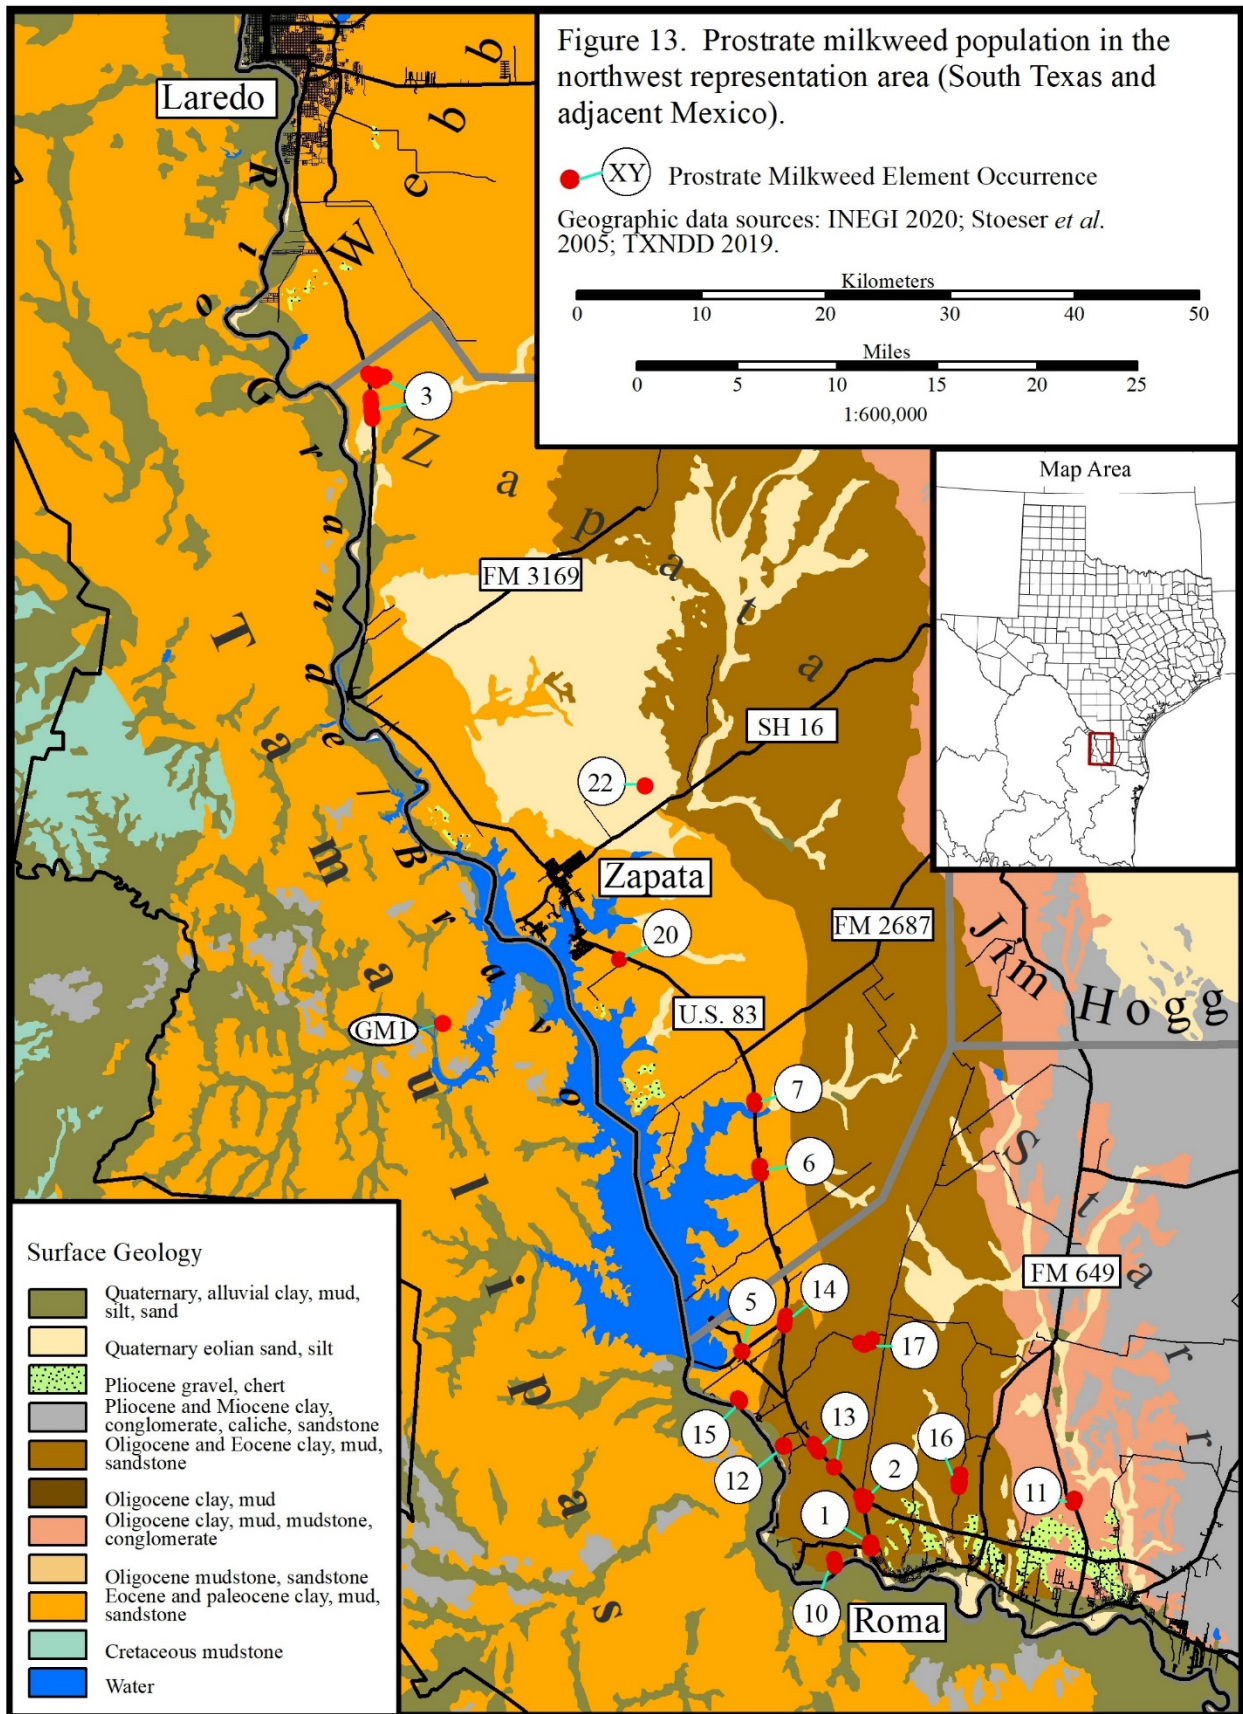 Figure 13. Prostrate milkweed population in the
northwest representation area (South Texas and
adjacent Mexico).
XY Prostrate Milkweed Element Occurrence
Geographic data sources: INEGI 2020; Stoeser et al.
2005; TXNDD 2019.
Kilometers
0 10 20 30 40 50
Miles
0 5 10 15 20 25
1:600,000
Map Area
Laredo
Webb
Rio Grande
Bravo
3
Zapata
FM 3169
SH 16
22
Zapata
Tamaulipas
FM 2687
20
U.S. 83
GM1
Jim Hogg
7
6
Starr
FM 649
5
14
17
15
12
13
2
16
11
1
10
Roma
Surface Geology
Quaternary, alluvial clay, mud,
silt, sand
Quaternary eolian sand, silt
Pliocene gravel, chert
Pliocene and Miocene clay,
conglomerate, caliche, sandstone
Oligocene and Eocene clay, mud,
sandstone
Oligocene clay, mud
Oligocene clay, mud, mudstone,
conglomerate
Oligocene mudstone, sandstone
Eocene and paleocene clay, mud,
sandstone
Cretaceous mudstone
Water